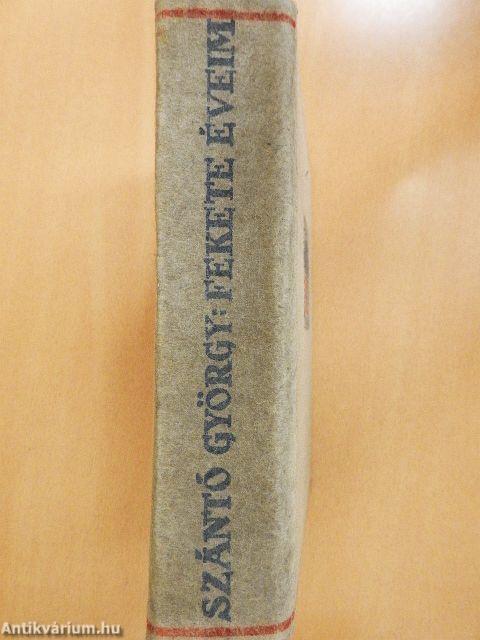 SZÁNTÓ GYÖRGY: FEKETE ÉVEIM
Antikvárium.hu